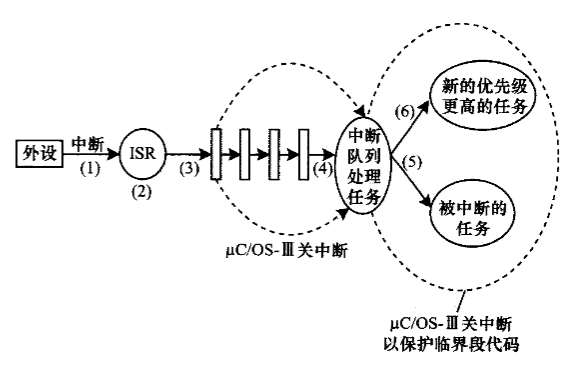 新的优先级
更高的任务
(6)
外设
中断
(1)
ISR
(2)
(3)
(4)
中断
队列
处理
任务
(5)
被中断的
任务
μC/OS-Ⅲ关中断
μC/OS-Ⅲ关中断
以保护临界段代码